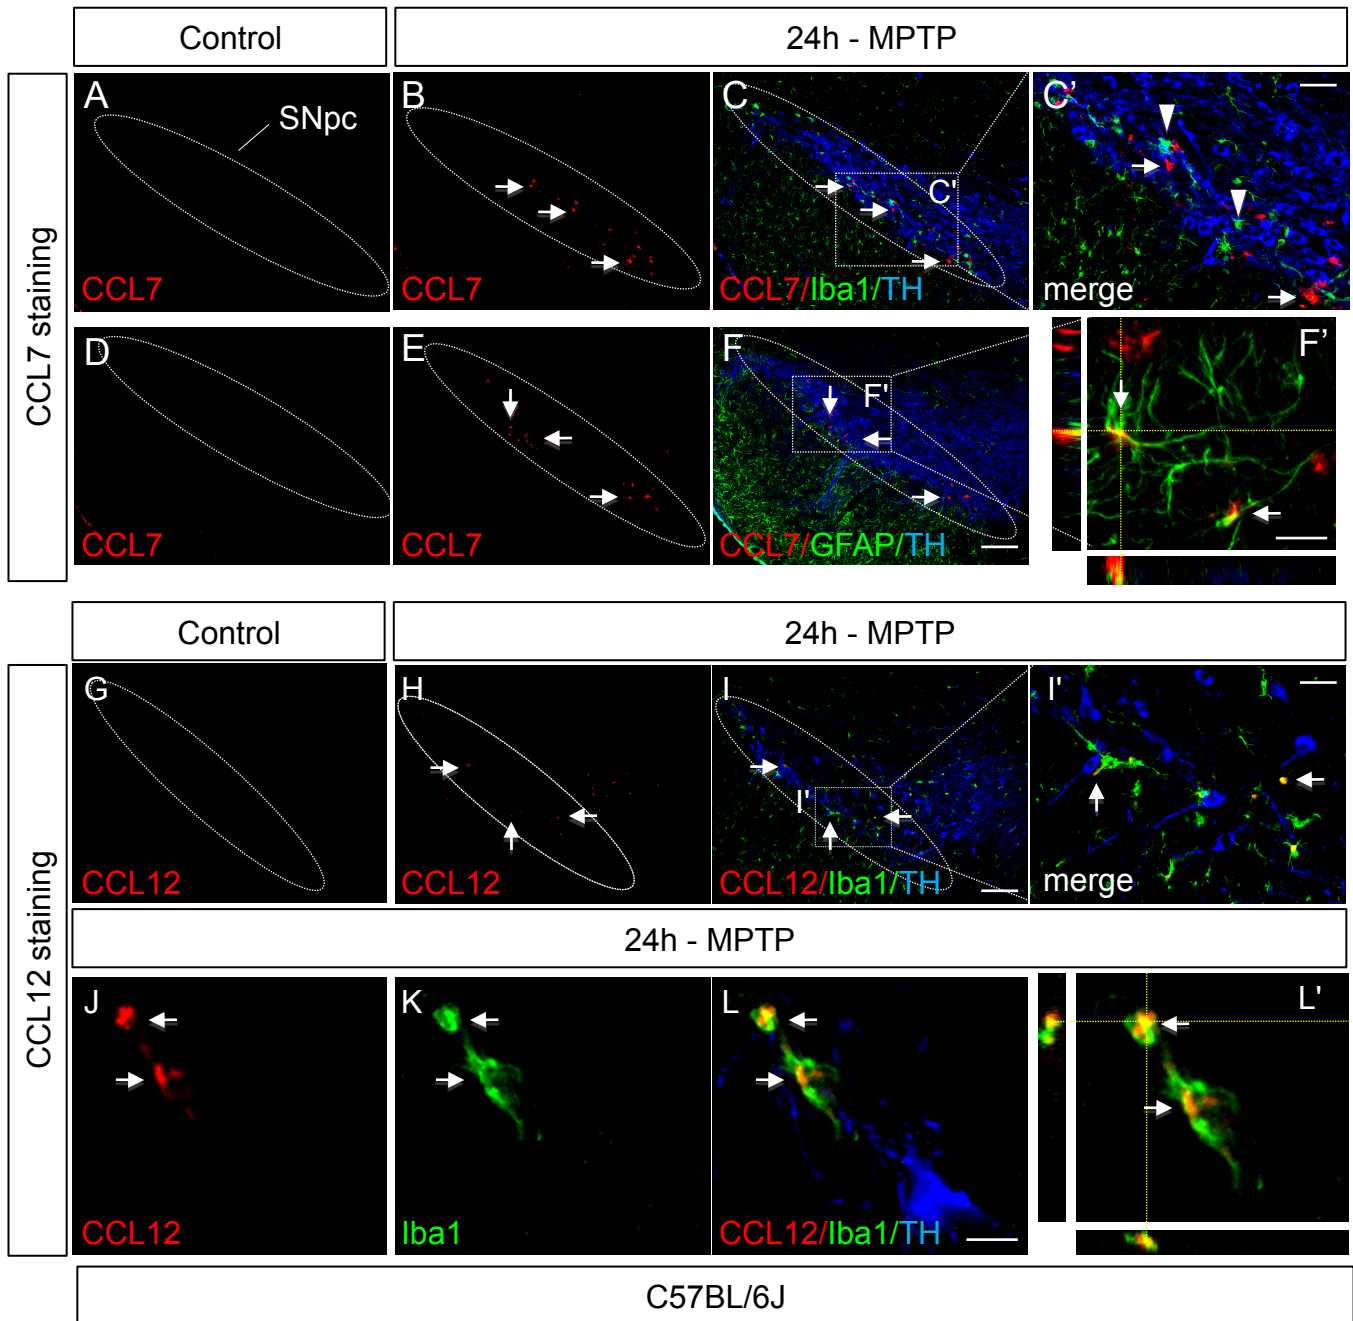 Control
24h - MPTP
CCL7 staining
A
SNpc
CCL7
B
CCL7
C
C'
CCL7/Iba1/TH
C’
merge
D
CCL7
E
CCL7
F
F'
CCL7/GFAP/TH
F’
Control
24h - MPTP
CCL12 staining
G
CCL12
H
CCL12
I
I'
CCL12/Iba1/TH
I'
merge
24h - MPTP
J
CCL12
K
Iba1
L
CCL12/Iba1/TH
L'
C57BL/6J